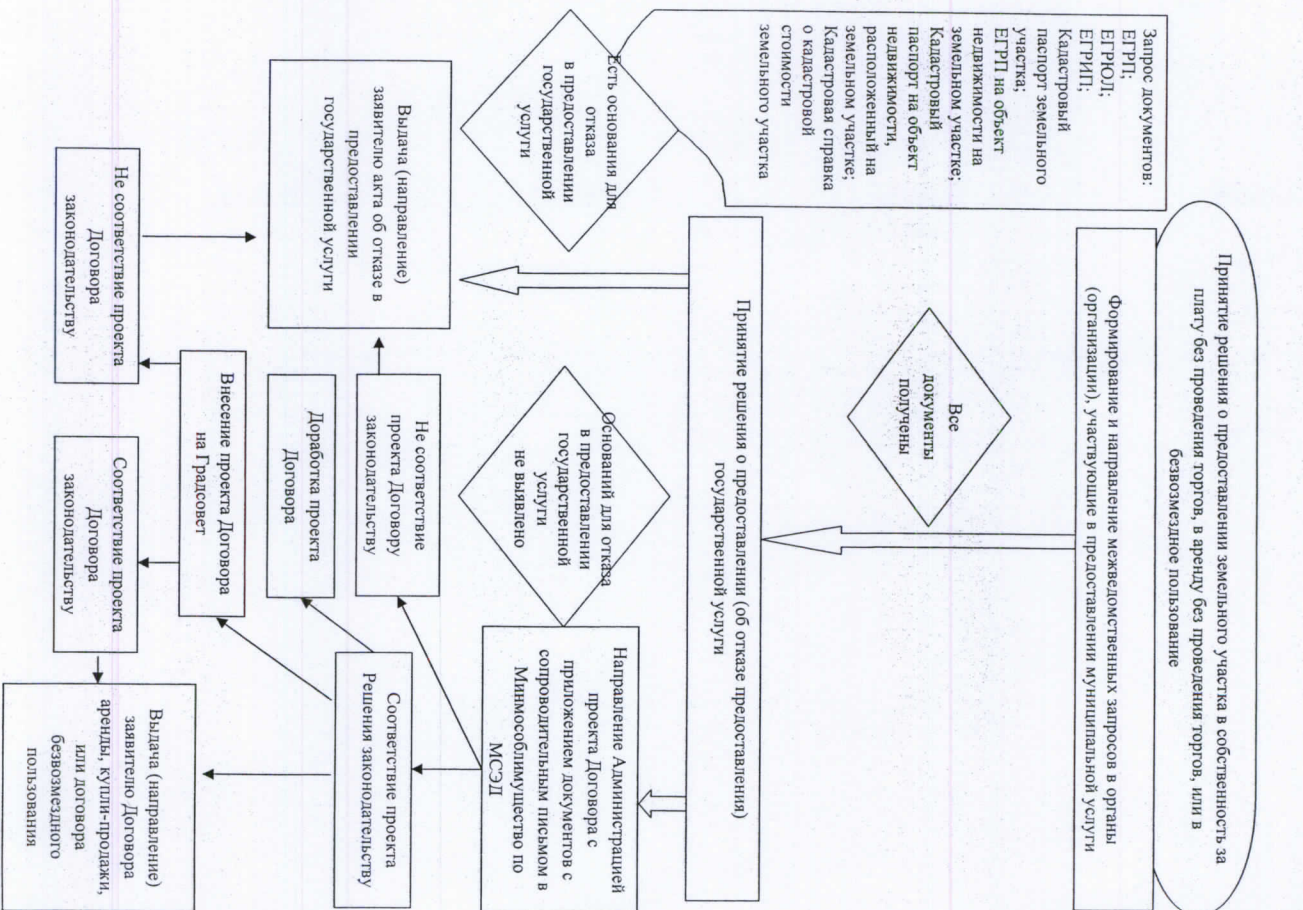 Принятие решения о предоставлении земельного участка в собственность за
плату без проведения торгов, в аренду без проведения торгов, или в
безвозмездное пользование
Формирование и направление межведомственных запросов в органы
(организации), участвующие в предоставлении муниципальной услуги
Запрос документов:
ЕГРП;
ЕГРЮЛ;
ЕГРИП;
Кадастровый
паспорт земельного
участка;
ЕГРП на объект
недвижимости на
земельном участке;
Кадастровый
паспорт на объект
недвижимости,
расположенный на
земельном участке;
Кадастровая справка
о кадастровой
стоимости
земельного участка
Все
документы
получены
Принятие решения о предоставлении (об отказе предоставления)
государственной услуги
Есть основания для
отказа
в предоставлении
государственной
услуги
Оснований для отказа
в предоставлении
государственной
услуги
не выявлено
Направление Администрацией
проекта Договора с
приложением документов с
сопроводительным письмом в
Минмособлимущество по
МСЭД
Выдача (направление)
заявителю акта об отказе в
предоставлении
государственной услуги
Не соответствие
проекта Договору
законодательству
Соответствие проекта
Решения законодательству
Доработка проекта
Договора
Внесение проекта Договора
на Градсовет
Не соответствие проекта
Договора
законодательству
Соответствие проекта
Договора
законодательству
Выдача (направление)
заявителю Договора
аренды, купли-продажи,
или договора
безвозмездного
пользования